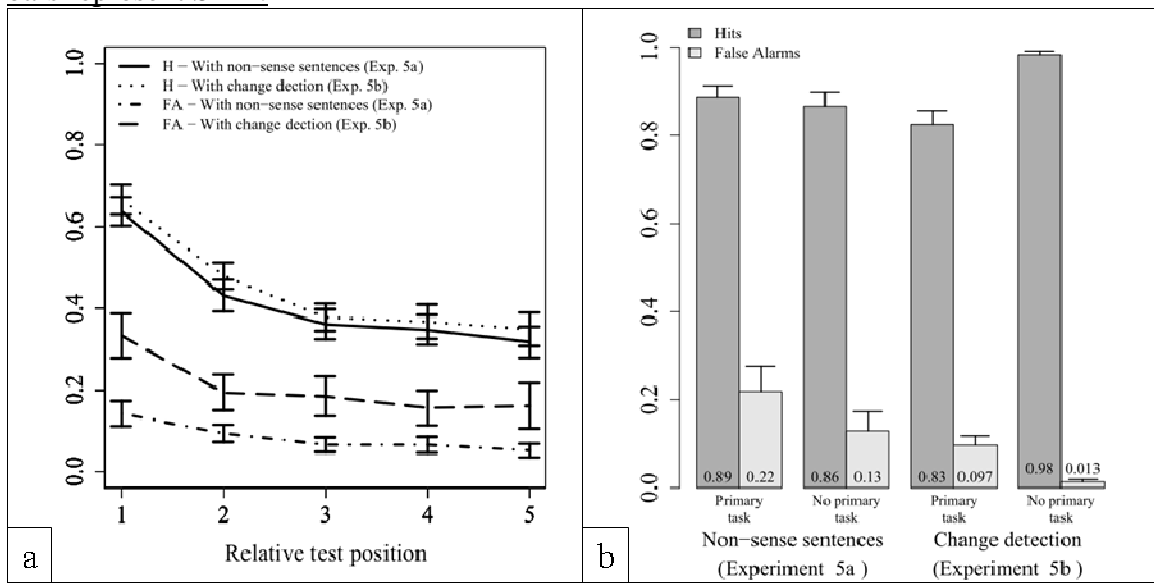 1.0
0.8
0.6
0.4
0.2
0.0
H − With non−sense sentences (Exp. 5a)
H − With change dection (Exp. 5b)
FA − With non−sense sentences (Exp. 5a)
FA − With change dection (Exp. 5b)
1 2 3 4 5
Relative test position
a
Hits
False Alarms
1.0
0.8
0.6
0.4
0.2
0.0
0.89 0.22 0.86 0.13 0.83 0.097 0.98 0.013
Primary task
No primary task
Primary task
No primary task
Non−sense sentences
(Experiment 5a)
Change detection
(Experiment 5b)
b